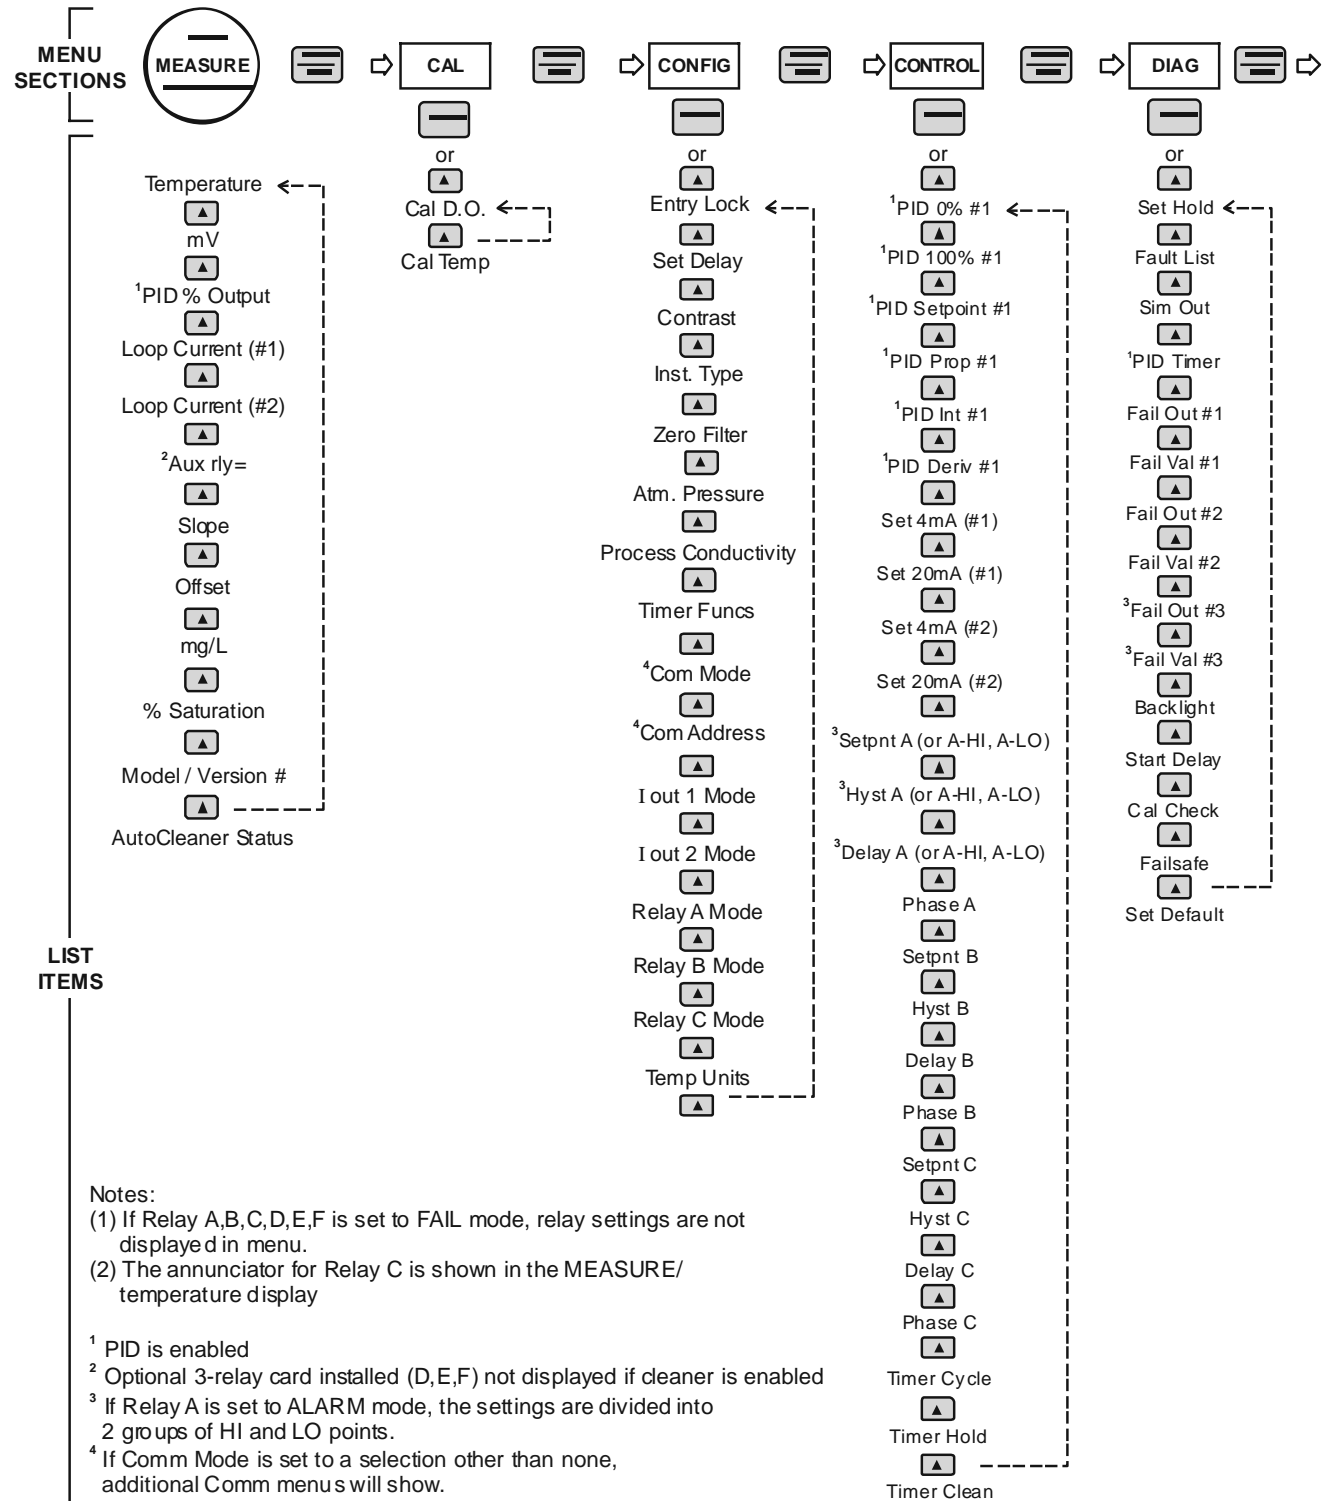 MENU
SECTIONS
MEASURE
CAL
CONFIG
CONTROL
DIAG
LIST
ITEMS
Temperature
mV
¹PID % Output
Loop Current (#1)
Loop Current (#2)
²Aux rly=
Slope
Offset
mg/L
% Saturation
Model / Version #
AutoCleaner Status
or
Cal D.O.
Cal Temp
or
Entry Lock
Set Delay
Contrast
Inst. Type
Zero Filter
Atm. Pressure
Process Conductivity
Timer Funcs
⁴Com Mode
⁴Com Address
I out 1 Mode
I out 2 Mode
Relay A Mode
Relay B Mode
Relay C Mode
Temp Units
or
¹PID 0% #1
¹PID 100% #1
¹PID Setpoint #1
¹PID Prop #1
¹PID Int #1
¹PID Deriv #1
Set 4mA (#1)
Set 20mA (#1)
Set 4mA (#2)
Set 20mA (#2)
³Setpnt A (or A-HI, A-LO)
³Hyst A (or A-HI, A-LO)
³Delay A (or A-HI, A-LO)
Phase A
Setpnt B
Hyst B
Delay B
Phase B
Setpnt C
Hyst C
Delay C
Phase C
Timer Cycle
Timer Hold
Timer Clean
or
Set Hold
Fault List
Sim Out
¹PID Timer
Fail Out #1
Fail Val #1
Fail Out #2
Fail Val #2
³Fail Out #3
³Fail Val #3
Backlight
Start Delay
Cal Check
Failsafe
Set Default
Notes:
(1) If Relay A,B,C,D,E,F is set to FAIL mode, relay settings are not
displayed in menu.
(2) The annunciator for Relay C is shown in the MEASURE/
temperature display
¹ PID is enabled
² Optional 3-relay card installed (D,E,F) not displayed if cleaner is enabled
³ If Relay A is set to ALARM mode, the settings are divided into
2 groups of HI and LO points.
⁴ If Comm Mode is set to a selection other than none,
additional Comm menus will show.